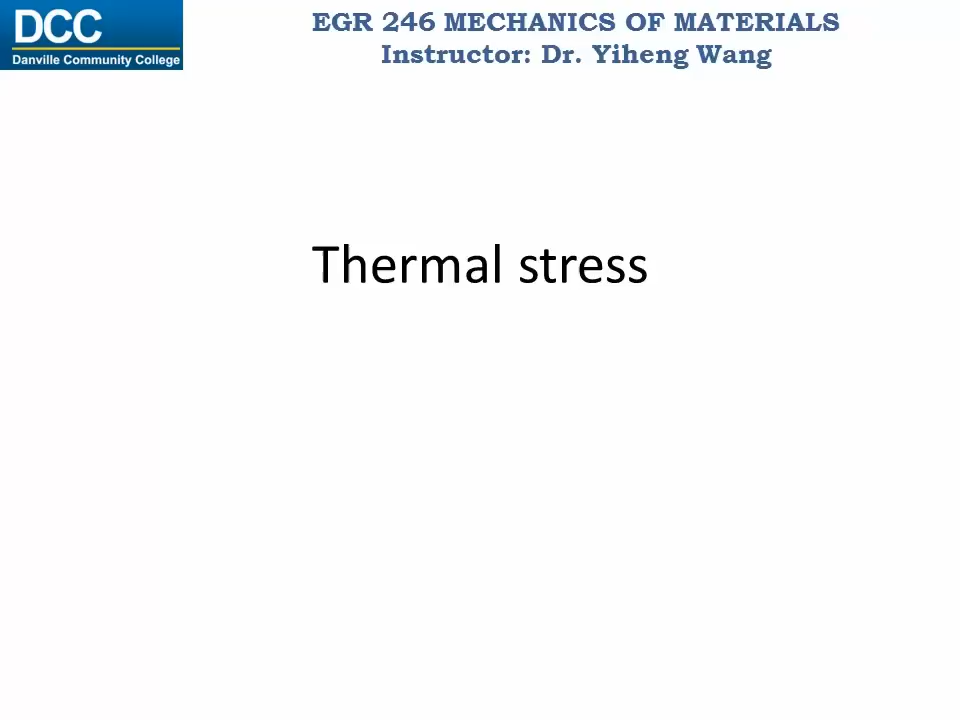 DCC
Danville Community College
EGR 246 MECHANICS OF MATERIALS
Instructor: Dr. Yiheng Wang
Thermal stress